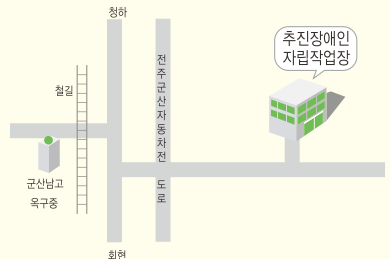 청하
추진장애인
자립작업장
철길
전주군산자동차전 도로
군산남고
옥구중
회현